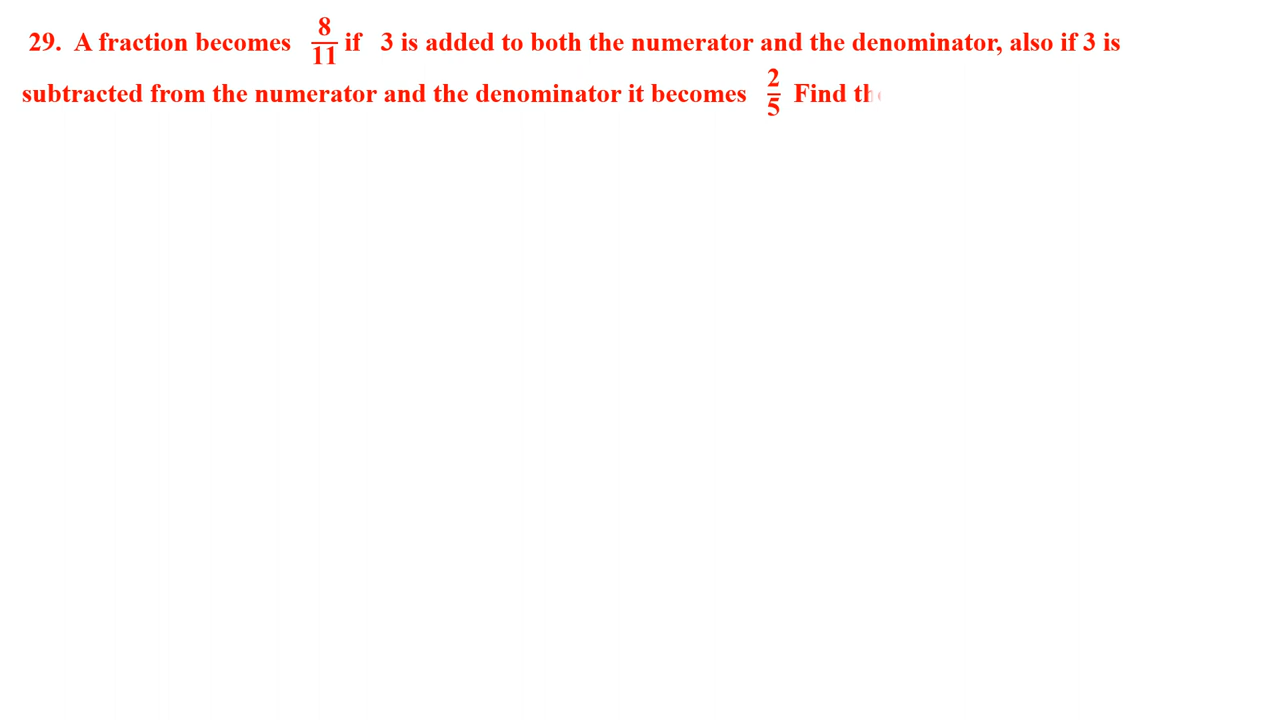 29. A fraction becomes 8/11 if 3 is added to both the numerator and the denominator, also if 3 is
subtracted from the numerator and the denominator it becomes 2/5 Find